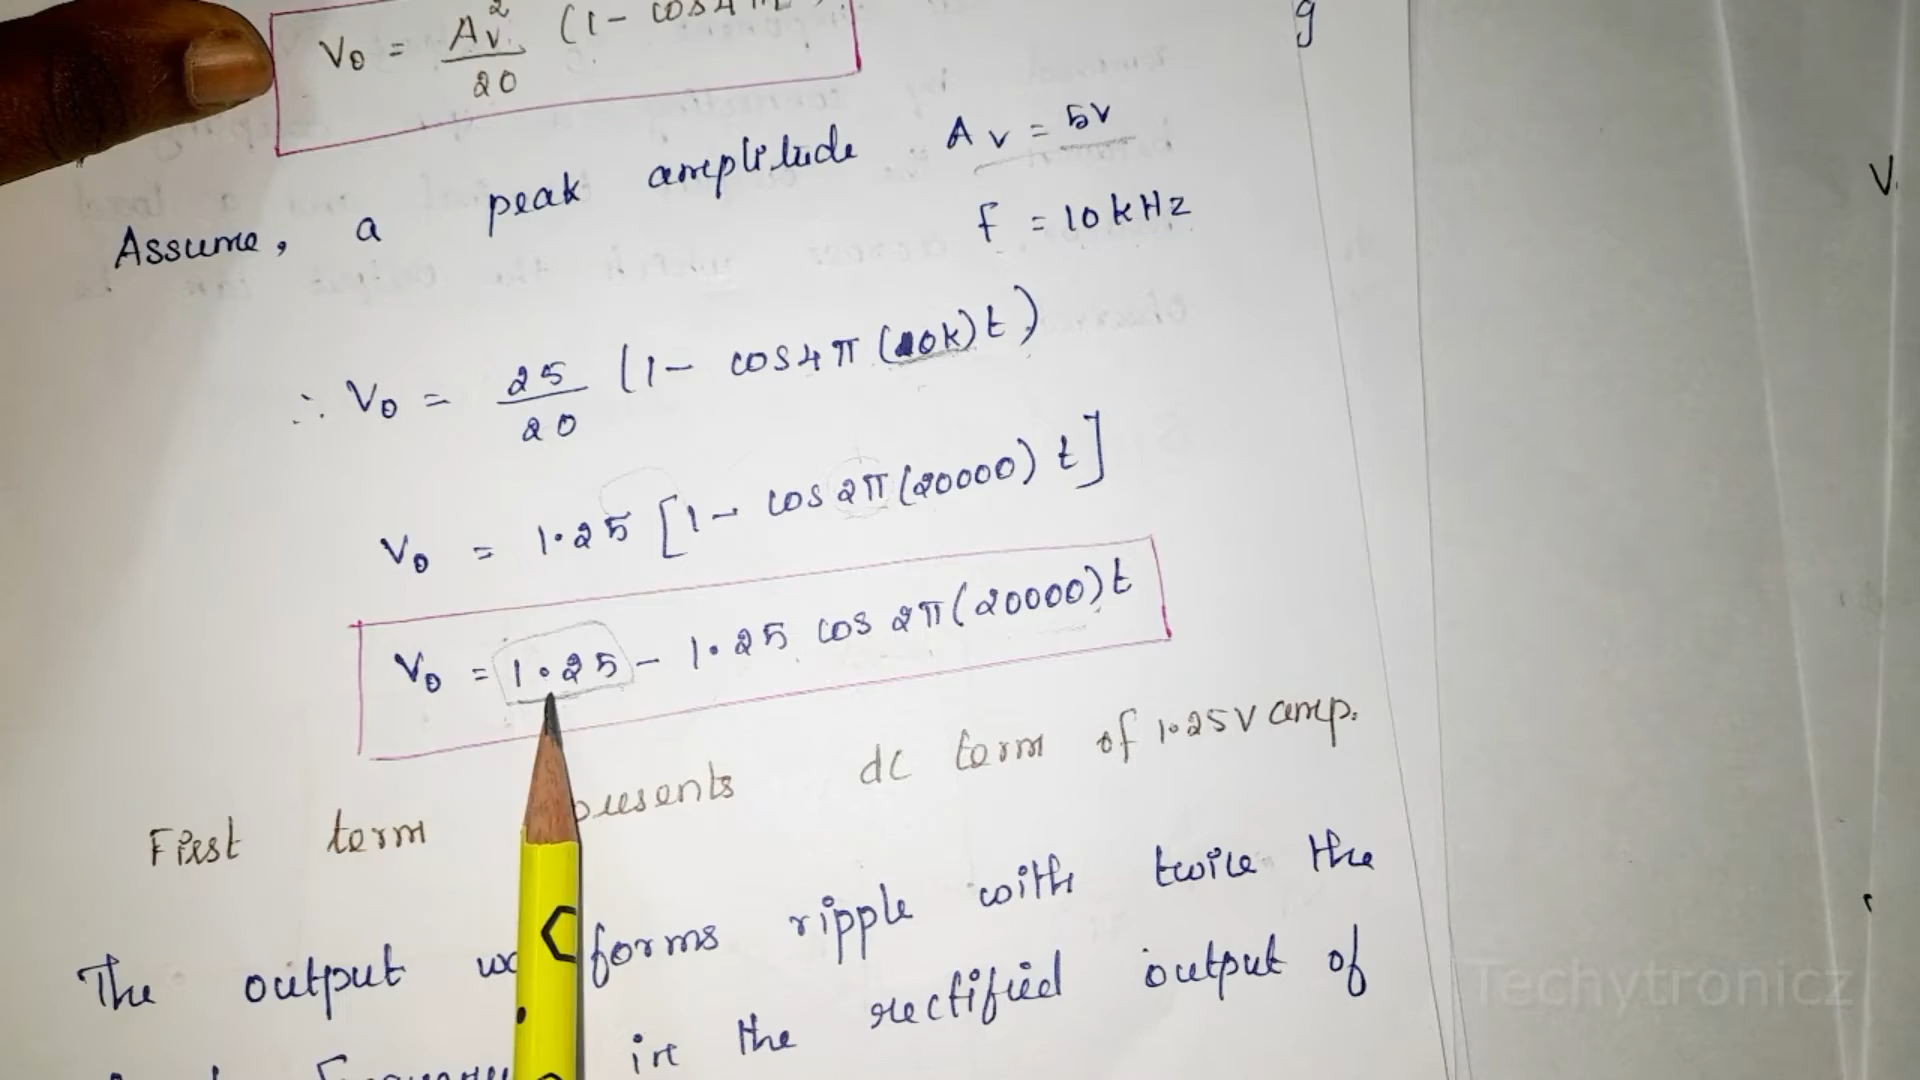 V₀ = Aᵥ²/20 (1 -
g
Assume, a peak amplitude Aᵥ = 5V
f = 10kHz
V.
∴ V₀ = 25/20 (1 - cos 4π (10k)t)
V₀ = 1.25 [1 - cos 2π (20000) t]
V₀ = 1.25 - 1.25 cos 2π (20000) t
First term dc term of 1.25V amp.
The output forms ripple with twice the
in the rectified output of
Techytronicz